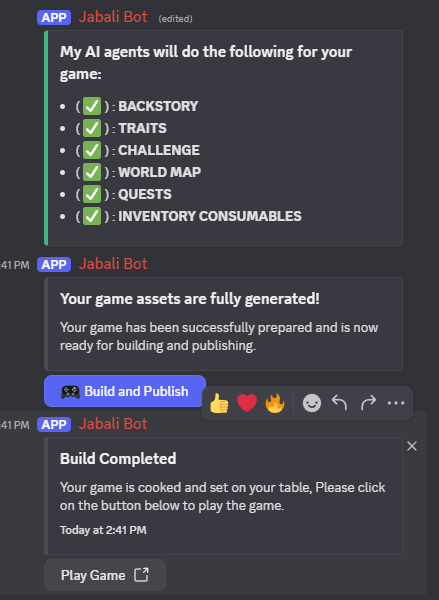 APP Jabali Bot (edited)
My AI agents will do the following for your
game:
• ( ✅ ) : BACKSTORY
• ( ✅ ) : TRAITS
• ( ✅ ) : CHALLENGE
• ( ✅ ) : WORLD MAP
• ( ✅ ) : QUESTS
• ( ✅ ) : INVENTORY CONSUMABLES
:41 PM APP Jabali Bot
Your game assets are fully generated!
Your game has been successfully prepared and is now
ready for building and publishing.
🎮 Build and Publish
:41 PM APP Jabali Bot
Build Completed
Your game is cooked and set on your table, Please click
on the button below to play the game.
Today at 2:41 PM
Play Game